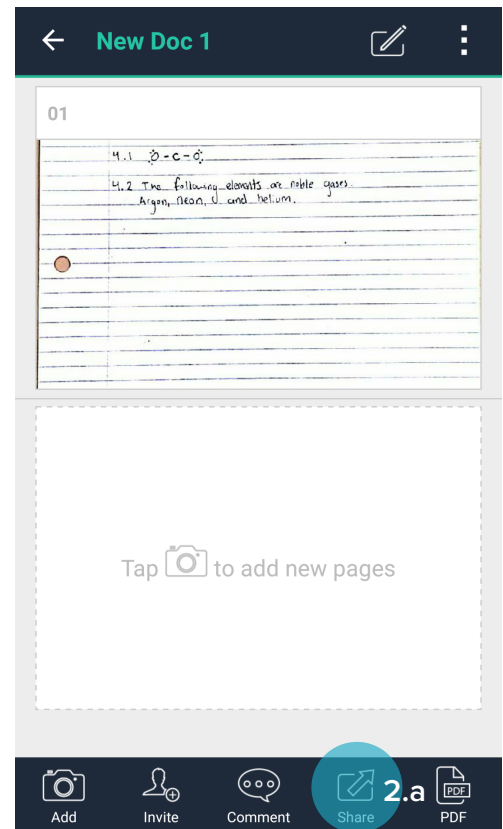 New Doc 1
01
4.1 :Ö-C-Ö:
4.2 The following elements are noble gases.
Argon, neon, and helium.
Tap to add new pages
2.a
PDF
Add Invite Comment Share PDF